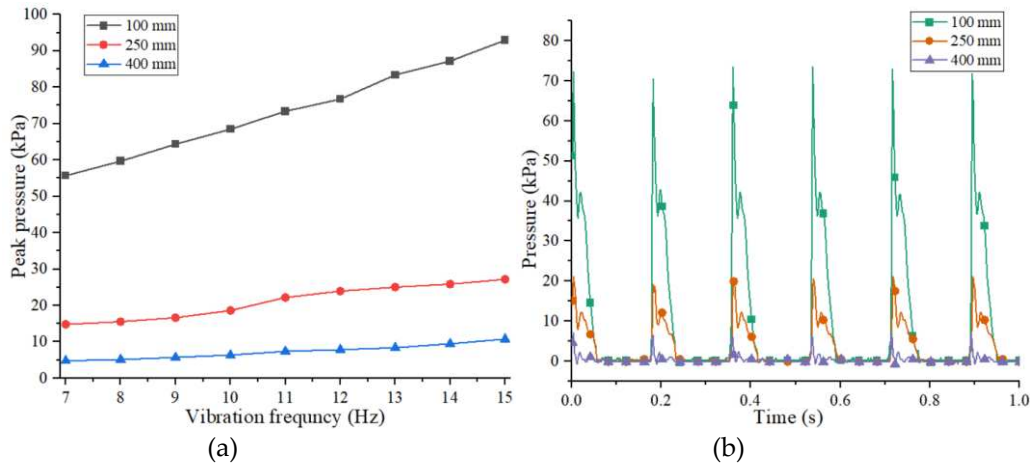 100
90
80
70
60
50
40
30
20
10
0
Peak pressure (kPa)
100 mm
250 mm
400 mm
7 8 9 10 11 12 13 14 15
Vibration frequncy (Hz)
(a)
80
70
60
50
40
30
20
10
0
Pressure (kPa)
100 mm
250 mm
400 mm
0.0 0.2 0.4 0.6 0.8 1.0
Time (s)
(b)